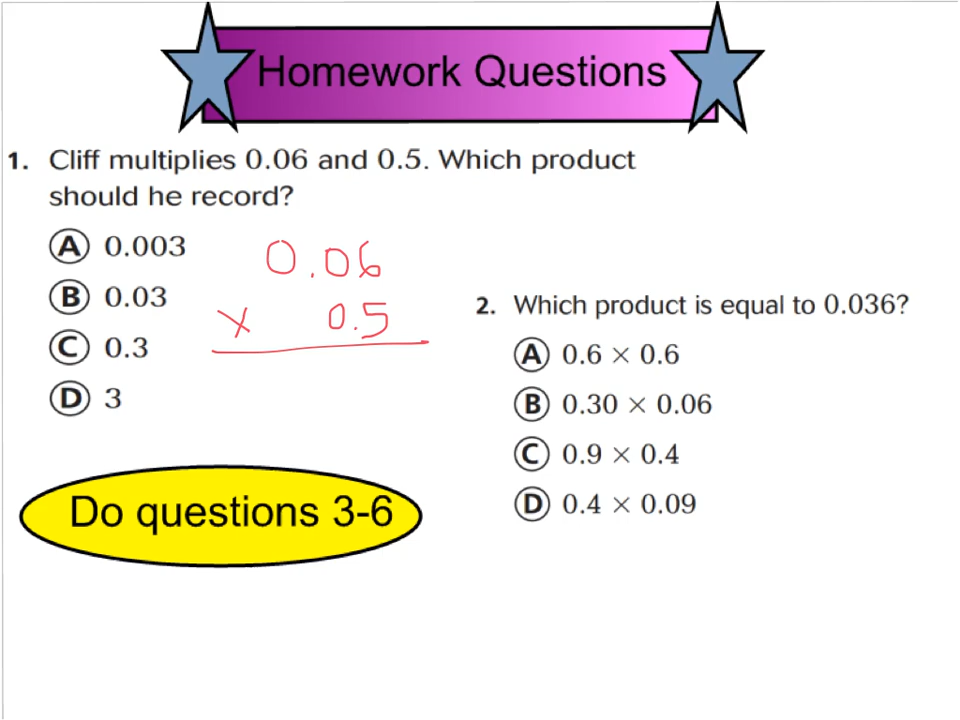 Homework Questions
1. Cliff multiplies 0.06 and 0.5. Which product
should he record?
A 0.003
B 0.03
C 0.3
D 3
0.06
x 0.5
2. Which product is equal to 0.036?
A 0.6 × 0.6
B 0.30 × 0.06
C 0.9 × 0.4
D 0.4 × 0.09
Do questions 3-6